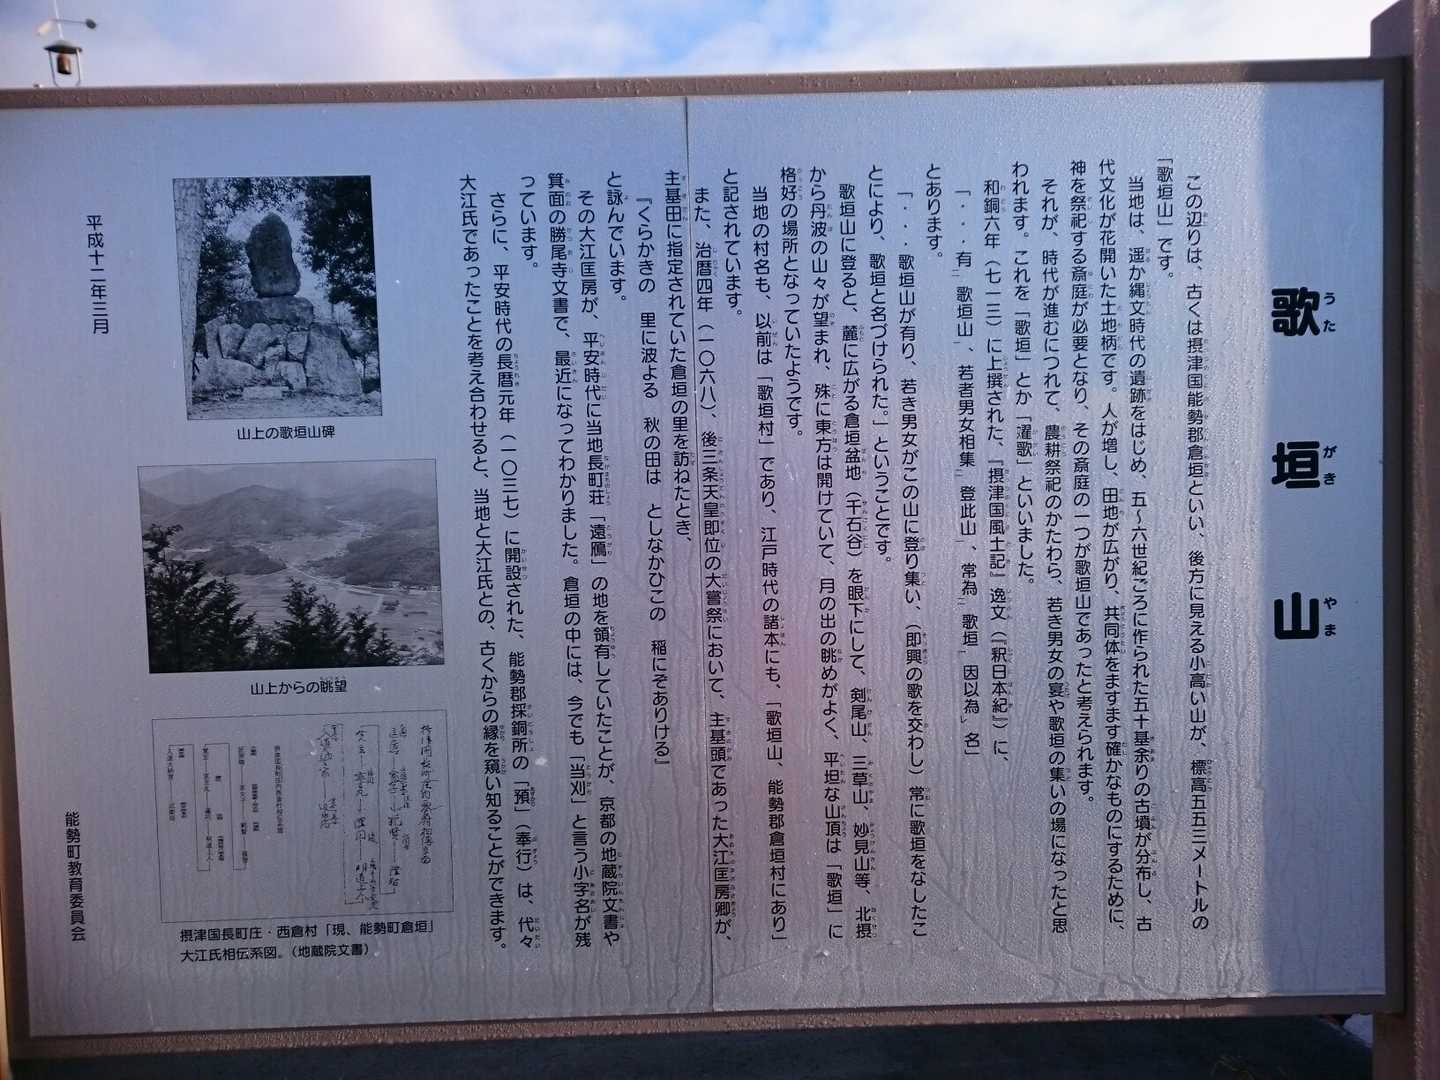 歌垣山
うたがきやま
この辺りは、古くは摂津国能勢郡倉垣といい、後方に見える小高い山が、標高五五三メートルの
「歌垣山」です。
当地は、遥か縄文時代の遺跡をはじめ、五〜六世紀ごろに作られた五十基余りの古墳が分布し、古
代文化が花開いた土地柄です。人が増し、田地が広がり、共同体をますます確かなものにするために、
神を祭祀する斎庭が必要となり、その斎庭の一つが歌垣山であったと考えられます。
それが、時代が進むにつれて、農耕祭祀のかたわら、若き男女の宴や歌垣の集いの場になったと思
われます。これを「歌垣」とか「嬥歌」といいました。
和銅六年（七一三）に上撰された、『摂津国風土記』逸文（『釈日本紀』）に、
「・・・有二 歌垣山一、若者男女相集二 登此山一、常為二 歌垣一 因以為レ 名」
とあります。
「・・・歌垣山が有り、若き男女がこの山に登り集い、（即興の歌を交わし）常に歌垣をなしたこ
とにより、歌垣と名づけられた。」ということです。
歌垣山に登ると、麓に広がる倉垣盆地（千石谷）を眼下にして、剣尾山、三草山、妙見山等、北摂
から丹波の山々が望まれ、殊に東方は開けていて、月の出の眺めがよく、平坦な山頂は「歌垣」に
格好の場所となっていたようです。
当地の村名も、以前は「歌垣村」であり、江戸時代の諸本にも、「歌垣山、能勢郡倉垣村にあり」
と記されています。
また、治暦四年（一〇六八）、後三条天皇即位の大嘗祭において、主基頭であった大江匡房卿が、
主基田に指定されていた倉垣の里を訪ねたとき、
『くらかきの 里に波よる 秋の田は としなかひこの 稲にぞありける』
と詠んでいます。
その大江匡房が、平安時代に当地長町荘「遠鴈」の地を領有していたことが、京都の地蔵院文書や
箕面の勝尾寺文書で、最近になってわかりました。倉垣の中には、今でも「当刈」と言う小字名が残
っています。
さらに、平安時代の長暦元年（一〇三七）に開設された、能勢郡採銅所の「預」（奉行）は、代々
大江氏であったことを考え合わせると、当地と大江氏との、古くからの縁を窺い知ることができます。
山上の歌垣山碑
山上からの眺望
摂津国長町庄・西倉村「現、能勢町倉垣」
大江氏相伝系図。（地蔵院文書）
平成十二年三月
能勢町教育委員会